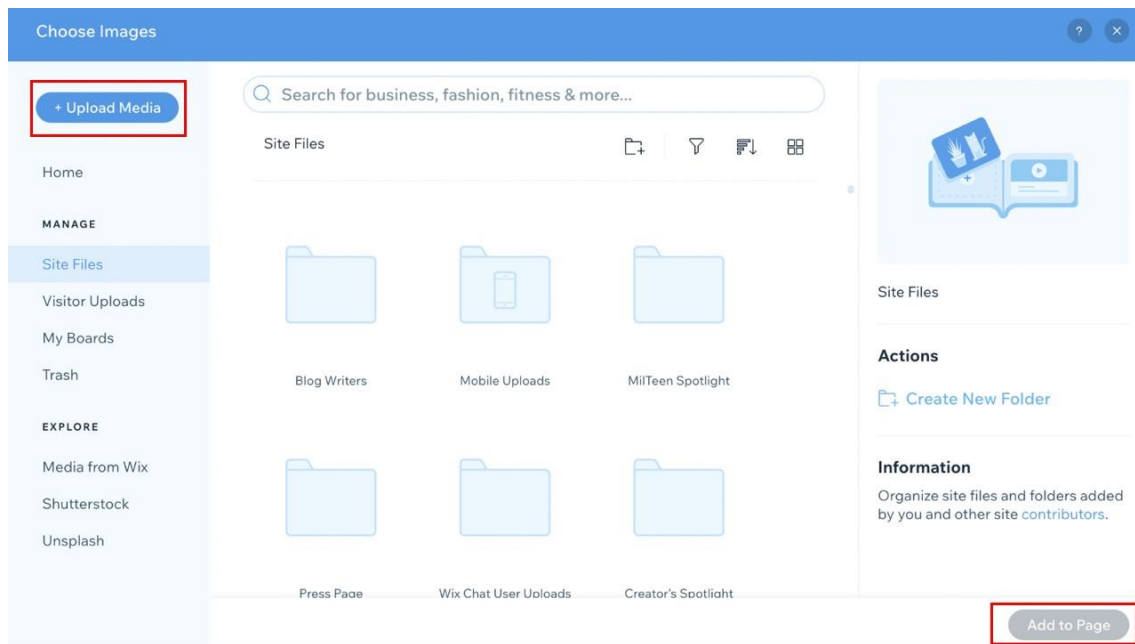 Choose Images
?
+ Upload Media
Search for business, fashion, fitness & more...
Home
MANAGE
Site Files
Visitor Uploads
My Boards
Trash
EXPLORE
Media from Wix
Shutterstock
Unsplash
Site Files
Blog Writers
Mobile Uploads
MilTeen Spotlight
Press Page
Wix Chat User Uploads
Creator's Spotlight
Site Files
Actions
Create New Folder
Information
Organize site files and folders added
by you and other site contributors.
Add to Page